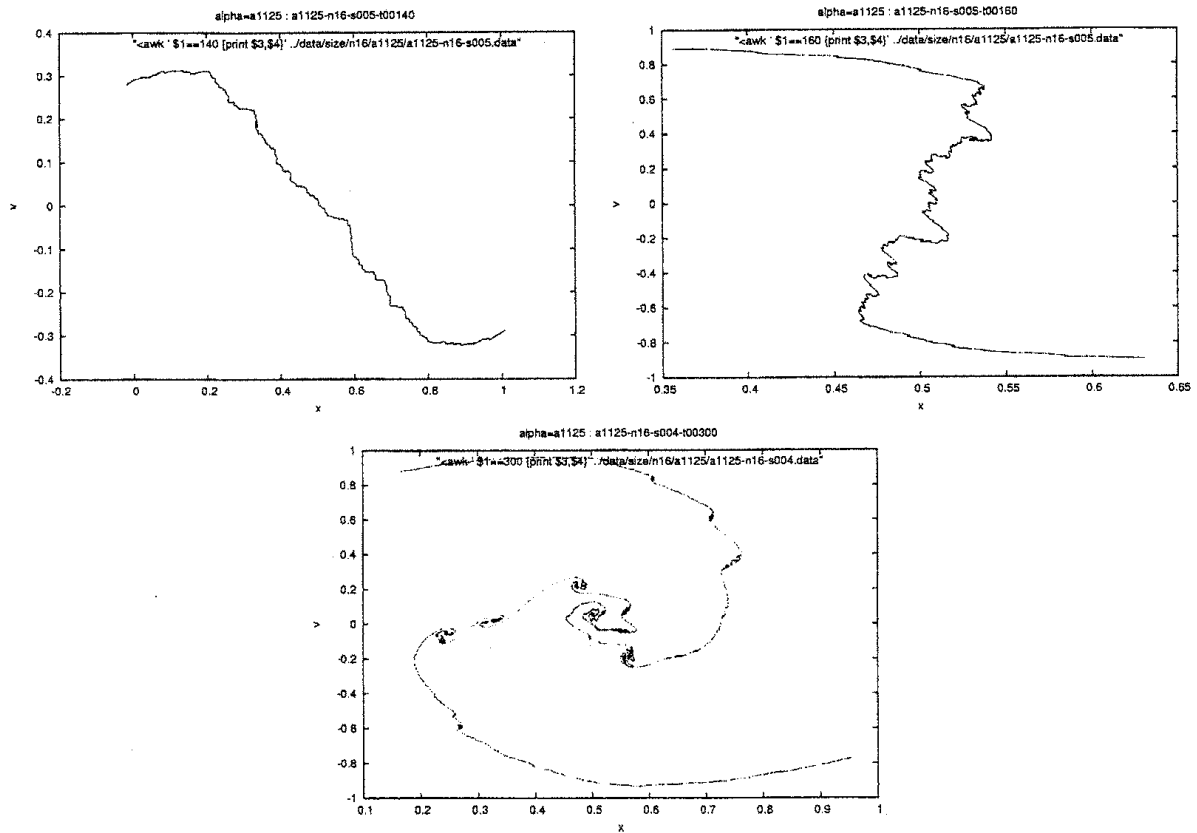 alpha=a1125 : a1125-n16-s005-t00140
"<awk ' $1==140 {print $3,$4}' ../data/size/n16/a1125/a1125-n16-s005.data"
0.4
0.3
0.2
0.1
0
-0.1
-0.2
-0.3
-0.4
v
-0.2 0 0.2 0.4 0.6 0.8 1 1.2
x
alpha=a1125 : a1125-n16-s005-t00160
"<awk ' $1==160 {print $3,$4}' ../data/size/n16/a1125/a1125-n16-s005.data"
1
0.8
0.6
0.4
0.2
0
-0.2
-0.4
-0.6
-0.8
-1
v
0.35 0.4 0.45 0.5 0.55 0.6 0.65
x
alpha=a1125 : a1125-n16-s004-t00300
"<awk ' $1==300 {print $3,$4}' ../data/size/n16/a1125/a1125-n16-s004.data"
1
0.8
0.6
0.4
0.2
0
-0.2
-0.4
-0.6
-0.8
-1
v
0.1 0.2 0.3 0.4 0.5 0.6 0.7 0.8 0.9 1
x